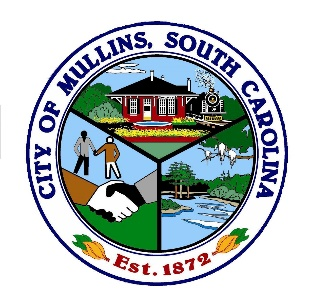 CITY OF MULLINS, SOUTH CAROLINA
Est. 1872